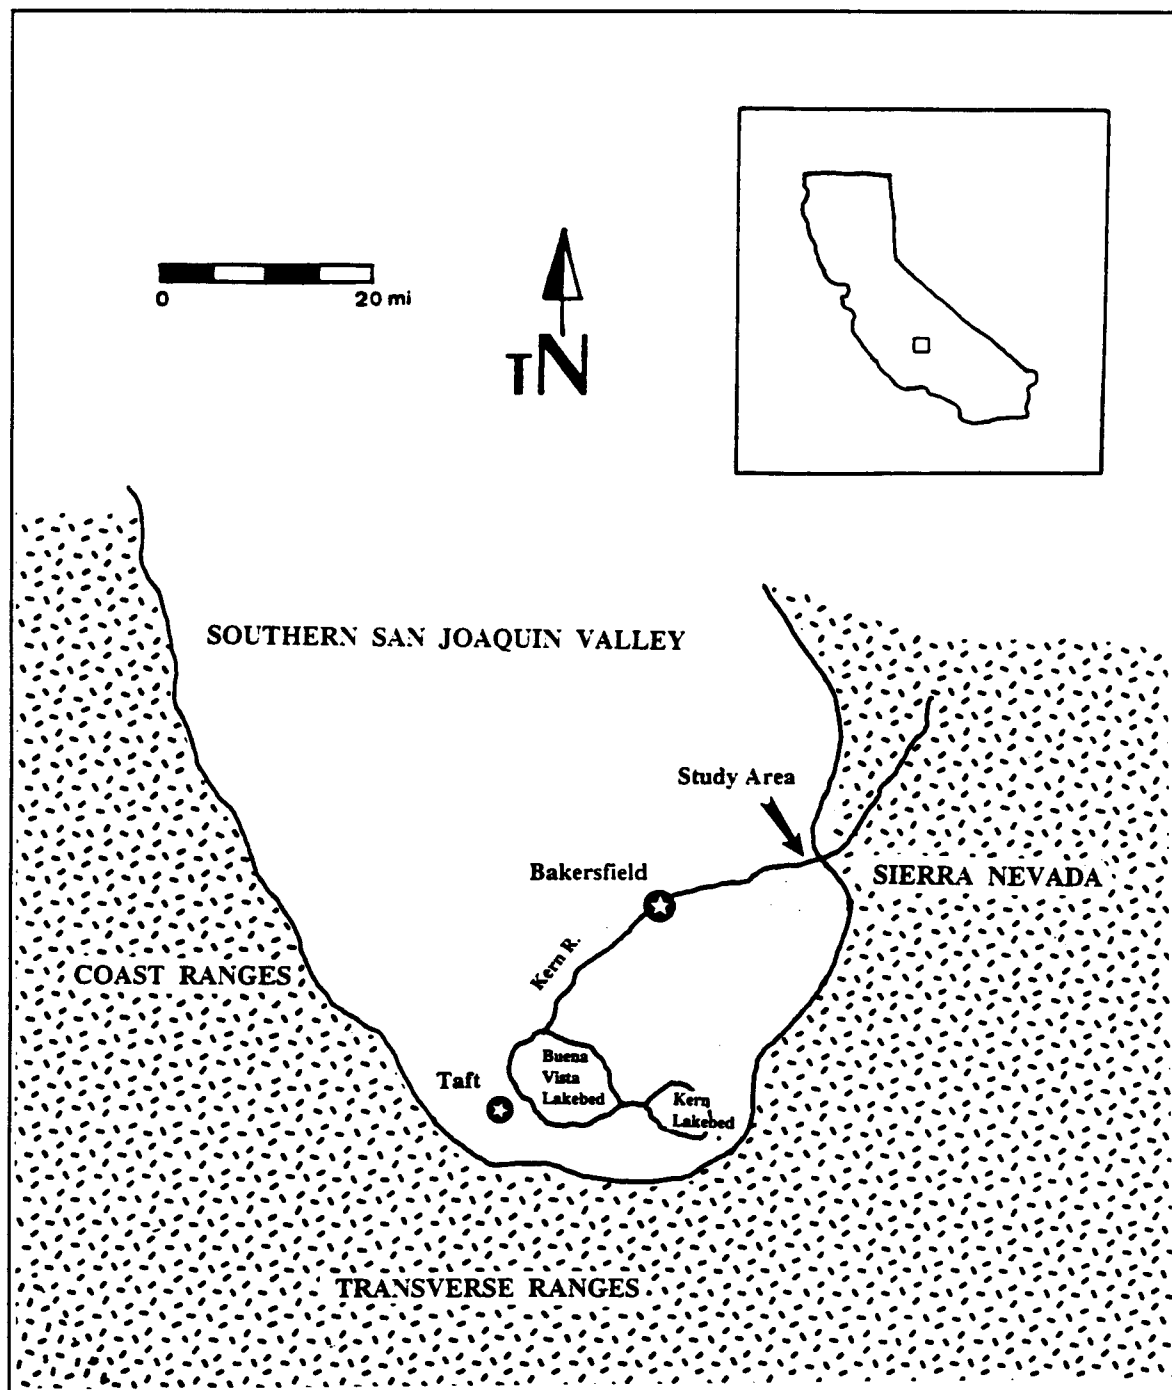 0 20 mi
TN
SOUTHERN SAN JOAQUIN VALLEY
Study Area
Bakersfield
SIERRA NEVADA
Kern R.
COAST RANGES
Buena
Vista
Lakebed
Taft
Kern
Lakebed
TRANSVERSE RANGES